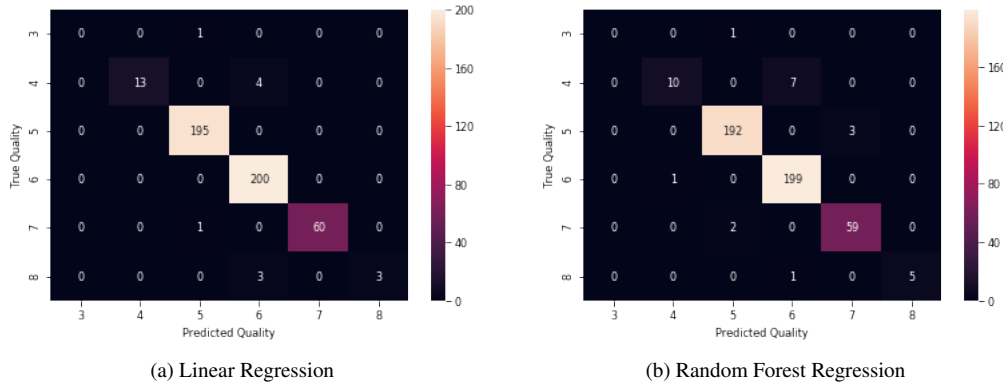 3 0 0 1 0 0 0
4 0 13 0 4 0 0
5 0 0 195 0 0 0
6 0 0 0 200 0 0
7 0 0 1 0 60 0
8 0 0 0 3 0 3
3 4 5 6 7 8
True Quality
Predicted Quality
200
160
120
80
40
0
(a) Linear Regression
3 0 0 1 0 0 0
4 0 10 0 7 0 0
5 0 0 192 0 3 0
6 0 1 0 199 0 0
7 0 0 2 0 59 0
8 0 0 0 1 0 5
3 4 5 6 7 8
True Quality
Predicted Quality
160
120
80
40
0
(b) Random Forest Regression